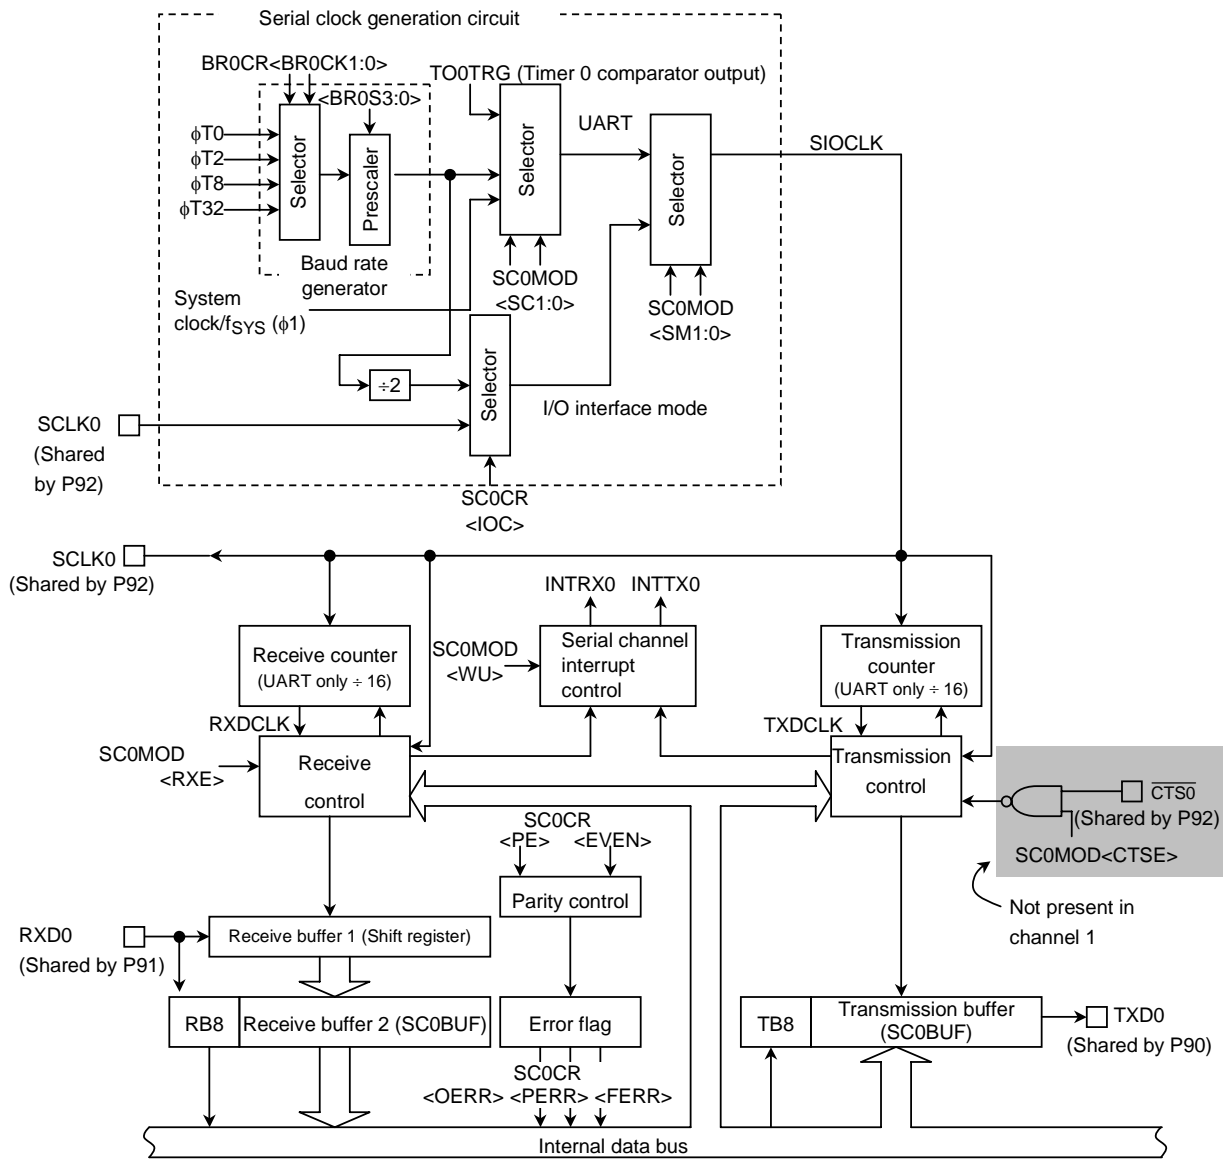 Serial clock generation circuit
BR0CR<BR0CK1:0>
TO0TRG (Timer 0 comparator output)
<BR0S3:0>
UART
SIOCLK
ϕT0
ϕT2
ϕT8
ϕT32
Selector
Prescaler
Selector
Selector
Baud rate
generator
SC0MOD
<SC1:0>
SC0MOD
<SM1:0>
System
clock/fSYS (ϕ1)
÷2
Selector
I/O interface mode
SCLK0
(Shared
by P92)
SC0CR
<IOC>
SCLK0
(Shared by P92)
INTRX0 INTTX0
Receive counter
(UART only ÷ 16)
SC0MOD
<WU>
Serial channel
interrupt
control
Transmission
counter
(UART only ÷ 16)
RXDCLK
TXDCLK
SC0MOD
<RXE>
Receive
control
Transmission
control
CTS0
(Shared by P92)
SC0MOD<CTSE>
SC0CR
<PE> <EVEN>
Parity control
Not present in
channel 1
RXD0
(Shared by P91)
Receive buffer 1 (Shift register)
RB8
Receive buffer 2 (SC0BUF)
Error flag
TB8
Transmission buffer
(SC0BUF)
TXD0
(Shared by P90)
SC0CR
<OERR> <PERR> <FERR>
Internal data bus